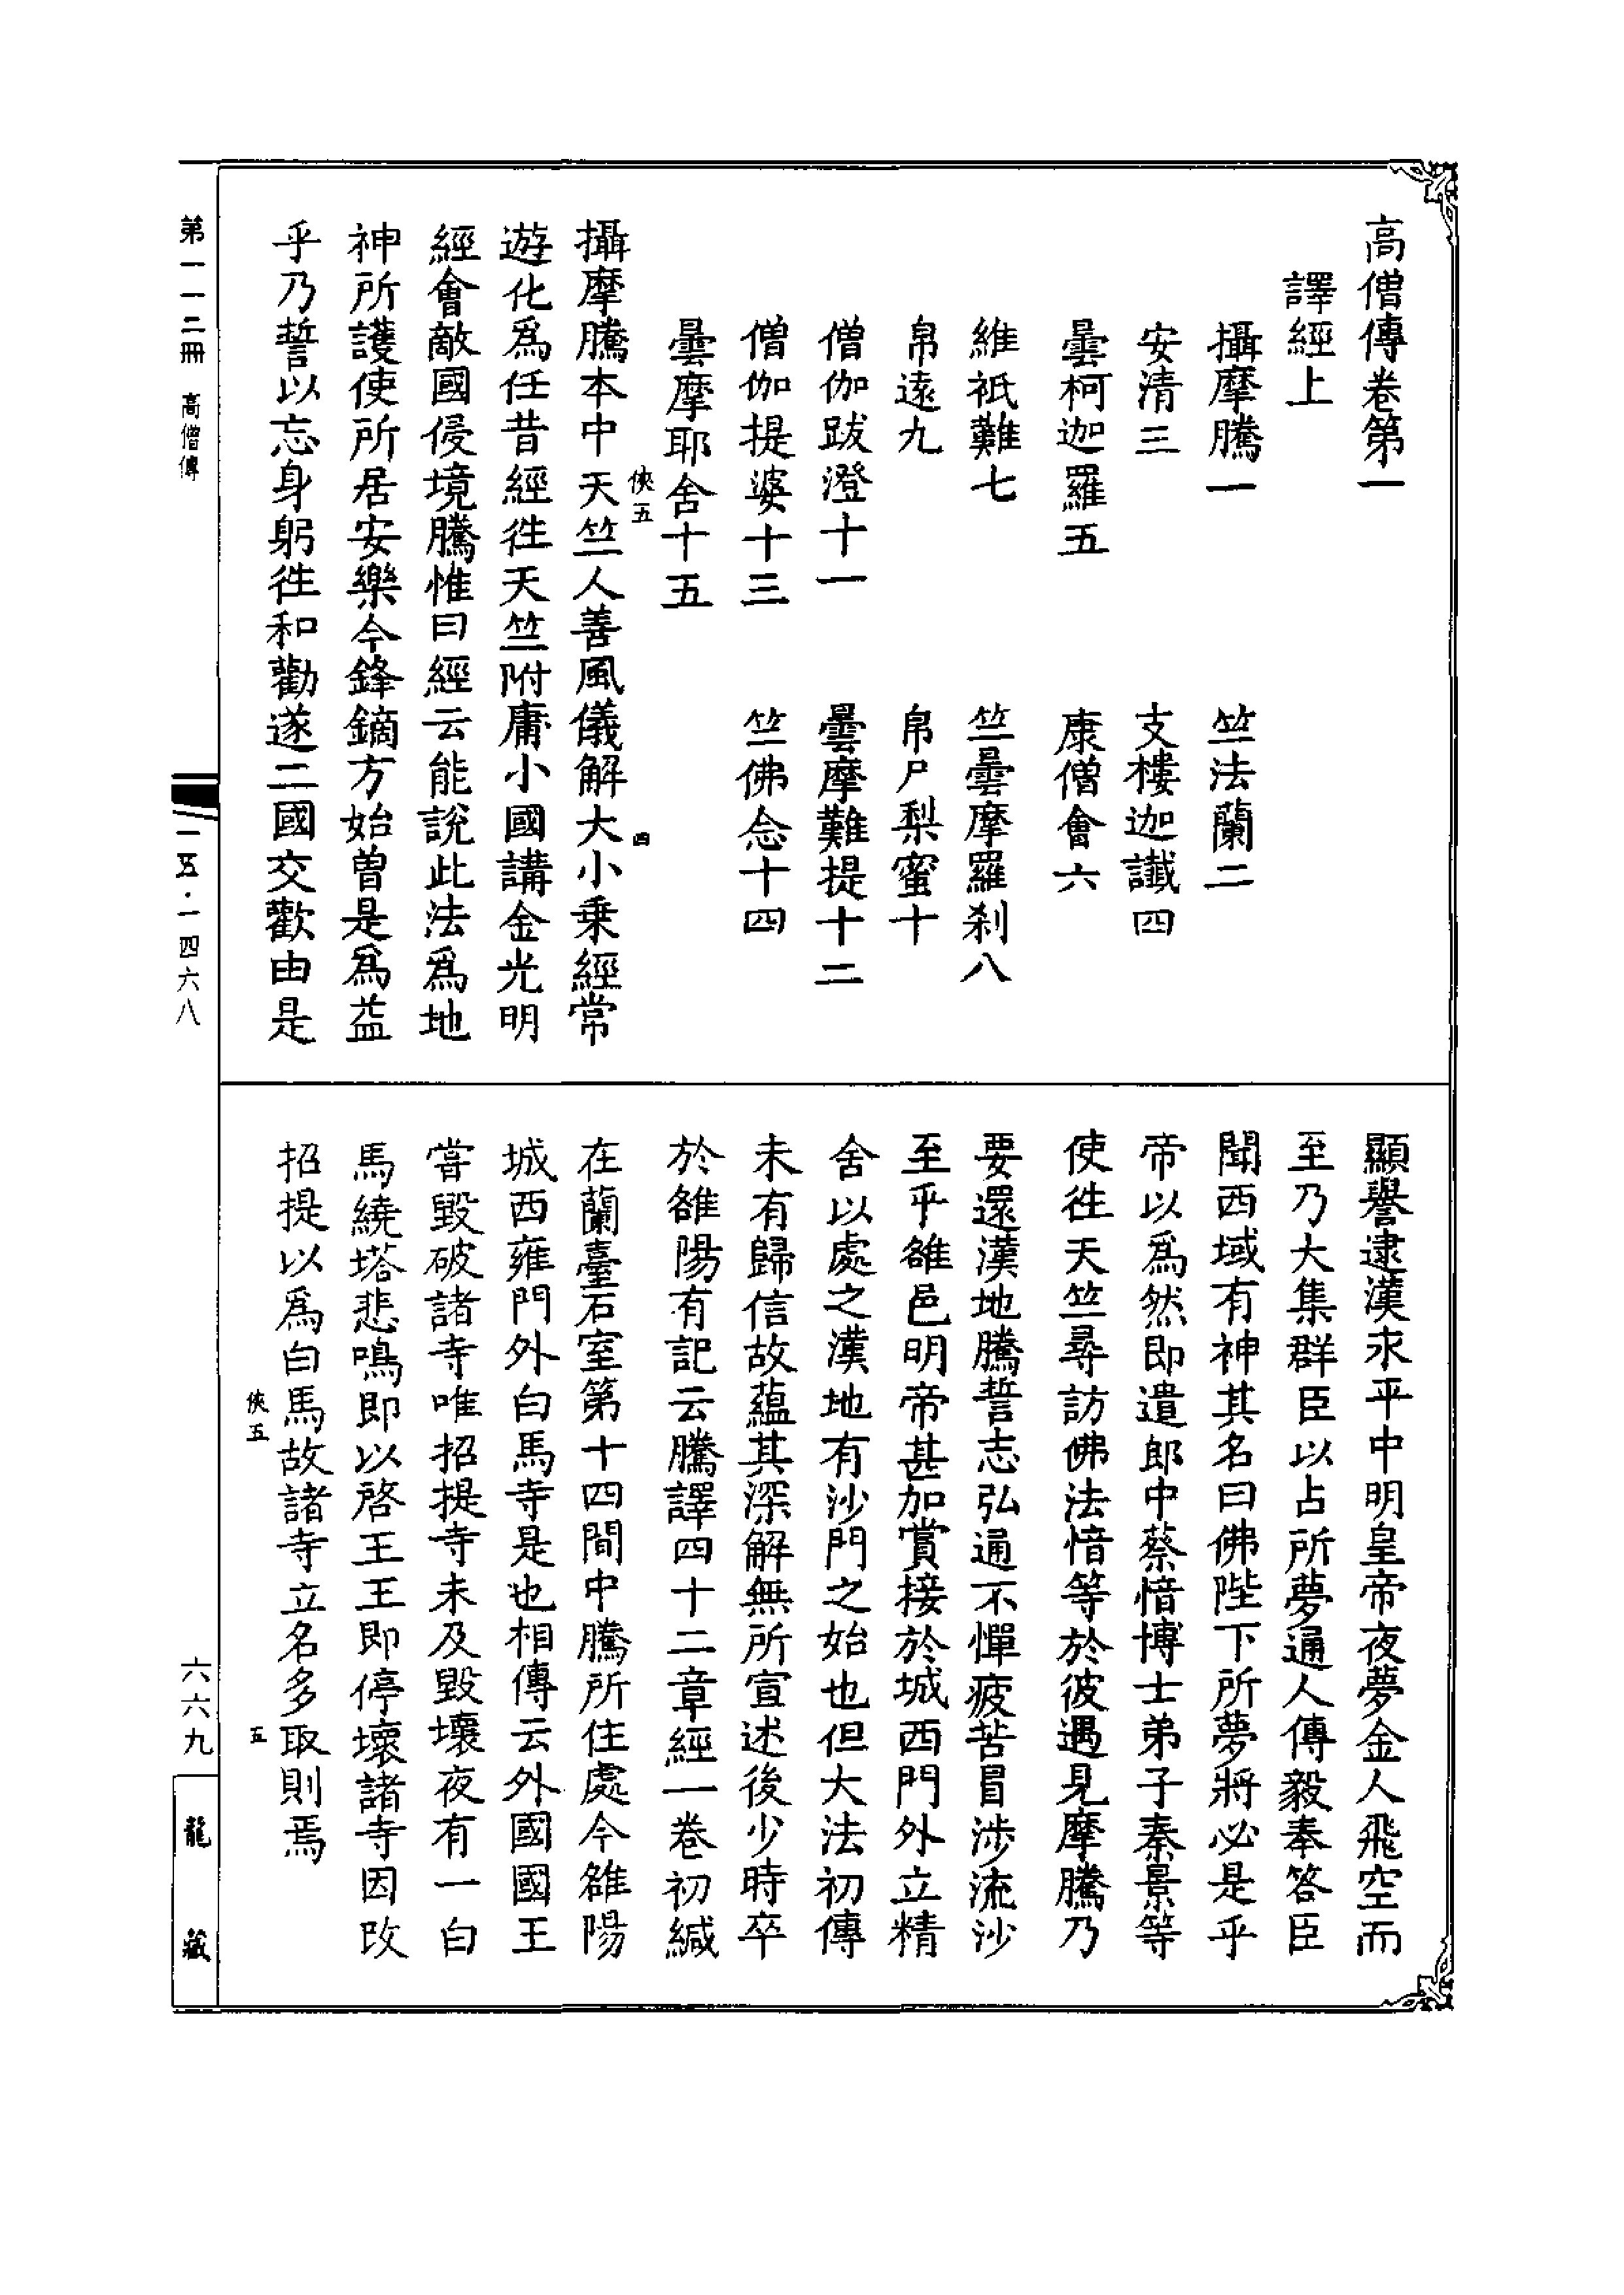 高僧傳卷第一
譯經上
攝摩騰一　竺法蘭二
安清三　支樓迦讖四
曇柯迦羅五　康僧會六
維祇難七　竺曇摩羅剎八
帛遠九　帛尸梨蜜十
僧伽跋澄十一　曇摩難提十二
僧伽提婆十三　竺佛念十四
曇摩耶舍十五
俠五　四
攝摩騰本中天竺人善風儀解大小乗經常
遊化爲任昔經徃天竺附庸小國講金光明
經會敵國侵境騰惟曰經云能說此法爲地
神所護使所居安樂今鋒鏑方始曽是爲益
乎乃誓以忘身躬徃和勸遂二國交歡由是
顯譽逮漢永平中明皇帝夜夢金人飛空而
至乃大集群臣以占所夢通人傳毅奉答臣
聞西域有神其名曰佛陛下所夢將必是乎
帝以爲然即遣郎中蔡愔博士弟子秦景等
使徃天竺尋訪佛法愔等於彼遇見摩騰乃
要還漢地騰誓志弘通不憚疲苦冒涉流沙
至乎雒邑明帝甚加賞接於城西門外立精
舍以處之漢地有沙門之始也但大法初傳
未有歸信故蘊其深解無所宣述後少時卒
於雒陽有記云騰譯四十二章經一卷初緘
在蘭臺石室第十四間中騰所住處今雒陽
城西雍門外白馬寺是也相傳云外國國王
嘗毀破諸寺唯招提寺未及毀壞夜有一白
馬繞塔悲鳴即以啓王王即停壞諸寺因改
招提以爲白馬故諸寺立名多取則焉
俠五　五
第一一二冊　高僧傳
一五·一四六八
六六九
龍藏